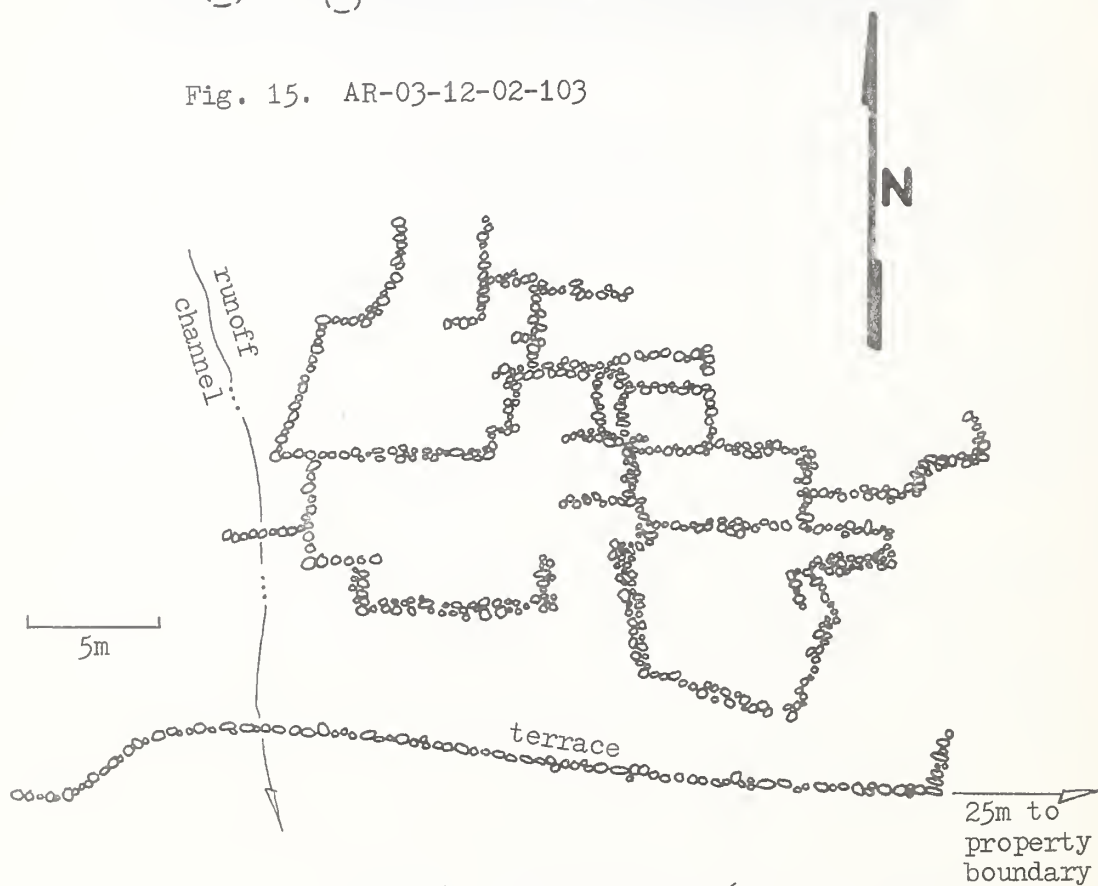 Fig. 15. AR-03-12-02-103
N
runoff
channel
5m
terrace
25m to
property
boundary